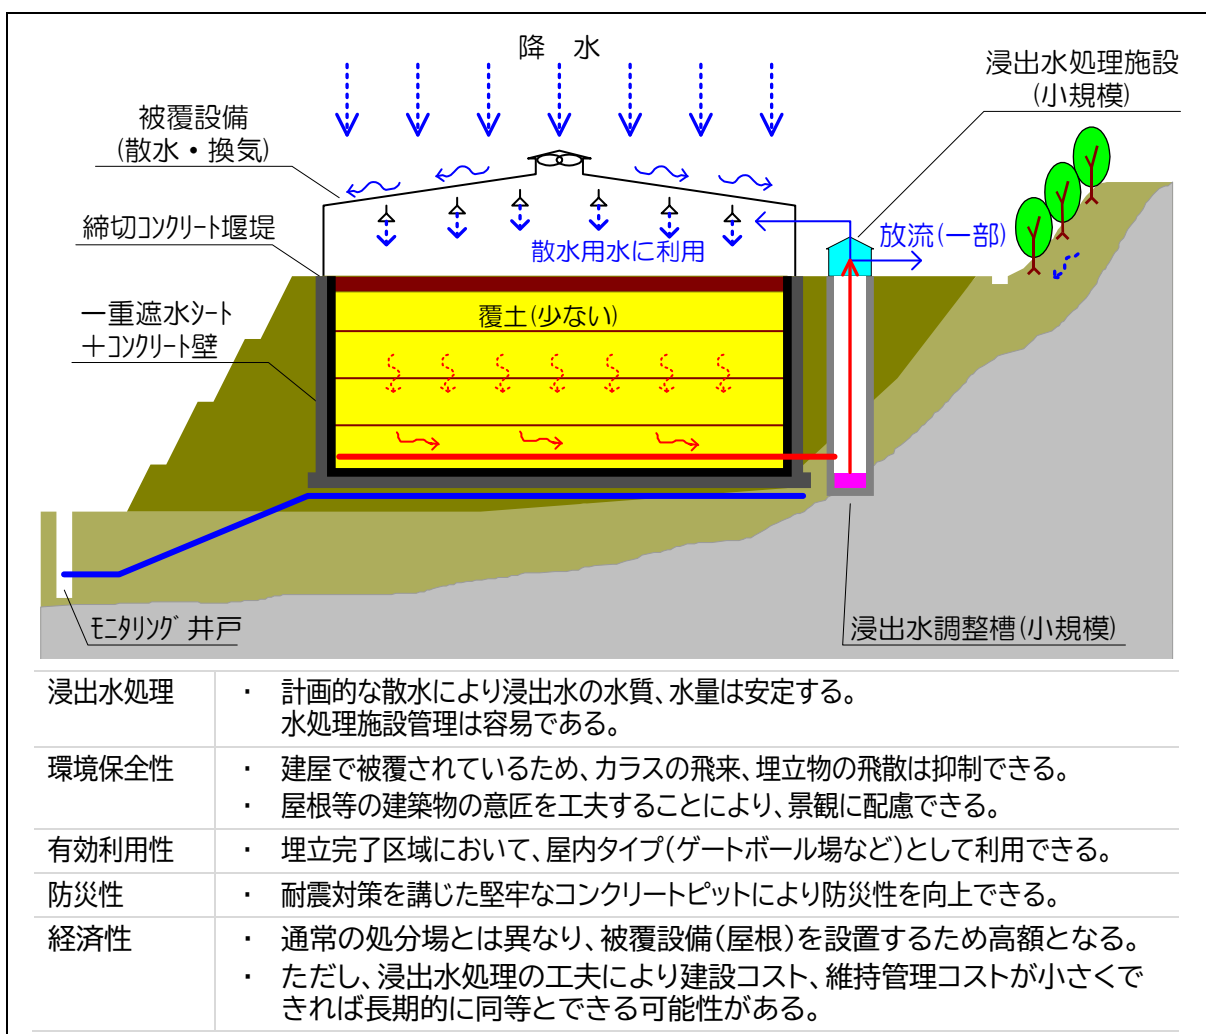 降　水
浸出水処理施設
(小規模)
被覆設備
(散水・換気)
締切コンクリート堰堤
散水用水に利用
放流(一部)
一重遮水シート
＋コンクリート壁
覆土(少ない)
モニタリング井戸
浸出水調整槽(小規模)
浸出水処理
・ 計画的な散水により浸出水の水質、水量は安定する。
水処理施設管理は容易である。
環境保全性
・ 建屋で被覆されているため、カラスの飛来、埋立物の飛散は抑制できる。
・ 屋根等の建築物の意匠を工夫することにより、景観に配慮できる。
有効利用性
・ 埋立完了区域において、屋内タイプ(ゲートボール場など)として利用できる。
防災性
・ 耐震対策を講じた堅牢なコンクリートピットにより防災性を向上できる。
経済性
・ 通常の処分場とは異なり、被覆設備(屋根)を設置するため高額となる。
・ ただし、浸出水処理の工夫により建設コスト、維持管理コストが小さくで
きれば長期的に同等とできる可能性がある。